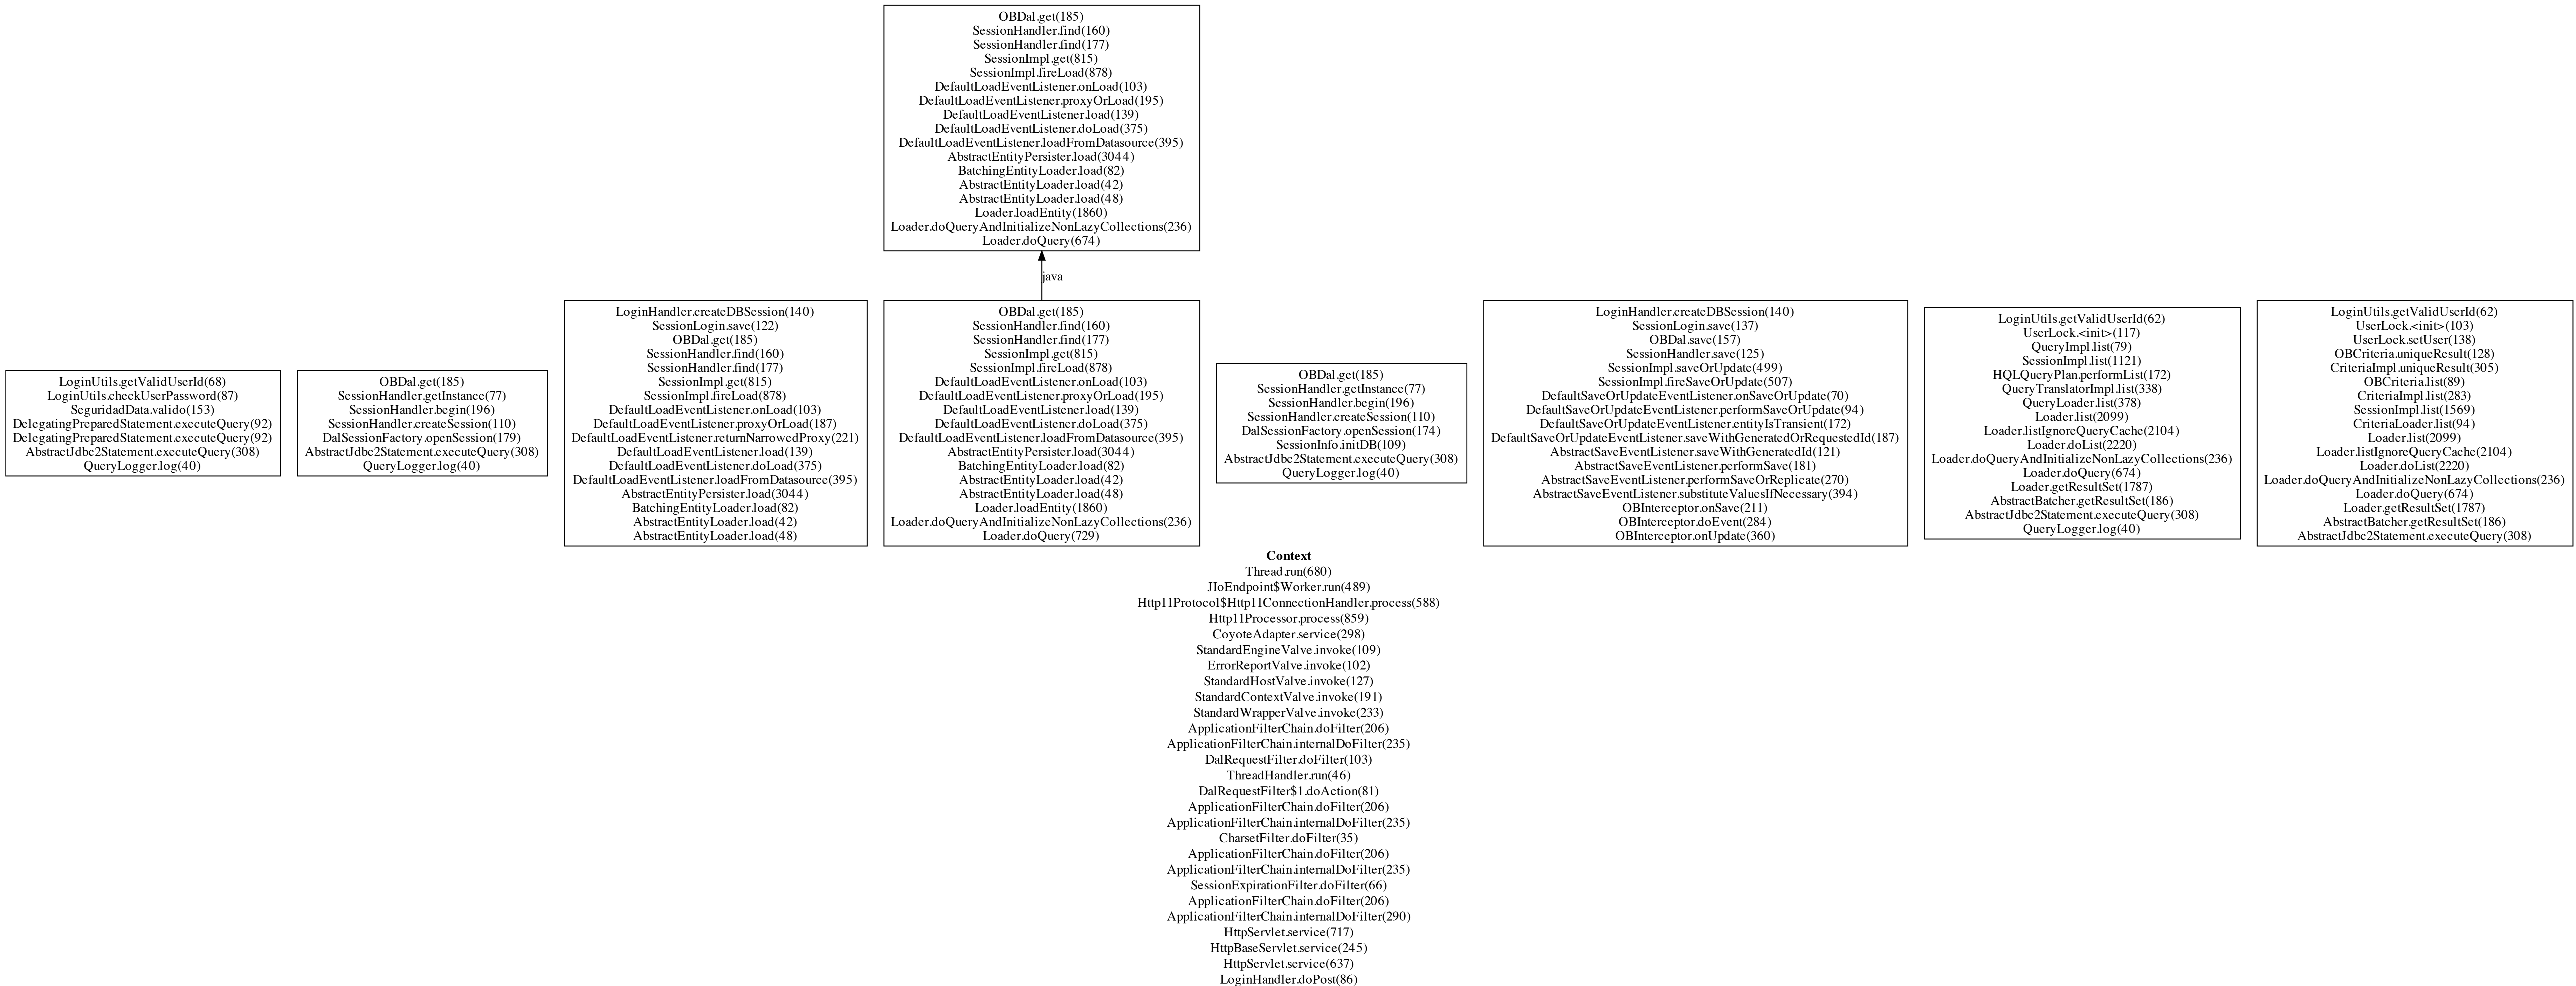 OBDal.get(185)
SessionHandler.find(160)
SessionHandler.find(177)
SessionImpl.get(815)
SessionImpl.fireLoad(878)
DefaultLoadEventListener.onLoad(103)
DefaultLoadEventListener.proxyOrLoad(195)
DefaultLoadEventListener.load(139)
DefaultLoadEventListener.doLoad(375)
DefaultLoadEventListener.loadFromDatasource(395)
AbstractEntityPersister.load(3044)
BatchingEntityLoader.load(82)
AbstractEntityLoader.load(42)
AbstractEntityLoader.load(48)
Loader.loadEntity(1860)
Loader.doQueryAndInitializeNonLazyCollections(236)
Loader.doQuery(674)
java
LoginUtils.getValidUserId(68)
LoginUtils.checkUserPassword(87)
SeguridadData.valido(153)
DelegatingPreparedStatement.executeQuery(92)
DelegatingPreparedStatement.executeQuery(92)
AbstractJdbc2Statement.executeQuery(308)
QueryLogger.log(40)
OBDal.get(185)
SessionHandler.getInstance(77)
SessionHandler.begin(196)
SessionHandler.createSession(110)
DalSessionFactory.openSession(179)
AbstractJdbc2Statement.executeQuery(308)
QueryLogger.log(40)
LoginHandler.createDBSession(140)
SessionLogin.save(122)
OBDal.get(185)
SessionHandler.find(160)
SessionHandler.find(177)
SessionImpl.get(815)
SessionImpl.fireLoad(878)
DefaultLoadEventListener.onLoad(103)
DefaultLoadEventListener.proxyOrLoad(187)
DefaultLoadEventListener.returnNarrowedProxy(221)
DefaultLoadEventListener.load(139)
DefaultLoadEventListener.doLoad(375)
DefaultLoadEventListener.loadFromDatasource(395)
AbstractEntityPersister.load(3044)
BatchingEntityLoader.load(82)
AbstractEntityLoader.load(42)
AbstractEntityLoader.load(48)
OBDal.get(185)
SessionHandler.find(160)
SessionHandler.find(177)
SessionImpl.get(815)
SessionImpl.fireLoad(878)
DefaultLoadEventListener.onLoad(103)
DefaultLoadEventListener.proxyOrLoad(195)
DefaultLoadEventListener.load(139)
DefaultLoadEventListener.doLoad(375)
DefaultLoadEventListener.loadFromDatasource(395)
AbstractEntityPersister.load(3044)
BatchingEntityLoader.load(82)
AbstractEntityLoader.load(42)
AbstractEntityLoader.load(48)
Loader.loadEntity(1860)
Loader.doQueryAndInitializeNonLazyCollections(236)
Loader.doQuery(729)
OBDal.get(185)
SessionHandler.getInstance(77)
SessionHandler.begin(196)
SessionHandler.createSession(110)
DalSessionFactory.openSession(174)
SessionInfo.initDB(109)
AbstractJdbc2Statement.executeQuery(308)
QueryLogger.log(40)
LoginHandler.createDBSession(140)
SessionLogin.save(137)
OBDal.save(157)
SessionHandler.save(125)
SessionImpl.saveOrUpdate(499)
SessionImpl.fireSaveOrUpdate(507)
DefaultSaveOrUpdateEventListener.onSaveOrUpdate(70)
DefaultSaveOrUpdateEventListener.performSaveOrUpdate(94)
DefaultSaveOrUpdateEventListener.entityIsTransient(172)
DefaultSaveOrUpdateEventListener.saveWithGeneratedOrRequestedId(187)
AbstractSaveEventListener.saveWithGeneratedId(121)
AbstractSaveEventListener.performSave(181)
AbstractSaveEventListener.performSaveOrReplicate(270)
AbstractSaveEventListener.substituteValuesIfNecessary(394)
OBInterceptor.onSave(211)
OBInterceptor.doEvent(284)
OBInterceptor.onUpdate(360)
LoginUtils.getValidUserId(62)
UserLock.<init>(117)
QueryImpl.list(79)
SessionImpl.list(1121)
HQLQueryPlan.performList(172)
QueryTranslatorImpl.list(338)
QueryLoader.list(378)
Loader.list(2099)
Loader.listIgnoreQueryCache(2104)
Loader.doList(2220)
Loader.doQueryAndInitializeNonLazyCollections(236)
Loader.doQuery(674)
Loader.getResultSet(1787)
AbstractBatcher.getResultSet(186)
AbstractJdbc2Statement.executeQuery(308)
QueryLogger.log(40)
LoginUtils.getValidUserId(62)
UserLock.<init>(103)
UserLock.setUser(138)
OBCriteria.uniqueResult(128)
CriteriaImpl.uniqueResult(305)
OBCriteria.list(89)
CriteriaImpl.list(283)
SessionImpl.list(1569)
CriteriaLoader.list(94)
Loader.list(2099)
Loader.listIgnoreQueryCache(2104)
Loader.doList(2220)
Loader.doQueryAndInitializeNonLazyCollections(236)
Loader.doQuery(674)
Loader.getResultSet(1787)
AbstractBatcher.getResultSet(186)
AbstractJdbc2Statement.executeQuery(308)
Context
Thread.run(680)
JIoEndpoint$Worker.run(489)
Http11Protocol$Http11ConnectionHandler.process(588)
Http11Processor.process(859)
CoyoteAdapter.service(298)
StandardEngineValve.invoke(109)
ErrorReportValve.invoke(102)
StandardHostValve.invoke(127)
StandardContextValve.invoke(191)
StandardWrapperValve.invoke(233)
ApplicationFilterChain.doFilter(206)
ApplicationFilterChain.internalDoFilter(235)
DalRequestFilter.doFilter(103)
ThreadHandler.run(46)
DalRequestFilter$1.doAction(81)
ApplicationFilterChain.doFilter(206)
ApplicationFilterChain.internalDoFilter(235)
CharsetFilter.doFilter(35)
ApplicationFilterChain.doFilter(206)
ApplicationFilterChain.internalDoFilter(235)
SessionExpirationFilter.doFilter(66)
ApplicationFilterChain.doFilter(206)
ApplicationFilterChain.internalDoFilter(290)
HttpServlet.service(717)
HttpBaseServlet.service(245)
HttpServlet.service(637)
LoginHandler.doPost(86)